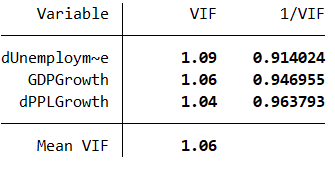 Variable VIF 1/VIF
dUnemploym~e 1.09 0.914024
GDPGrowth 1.06 0.946955
dPPLGrowth 1.04 0.963793
Mean VIF 1.06